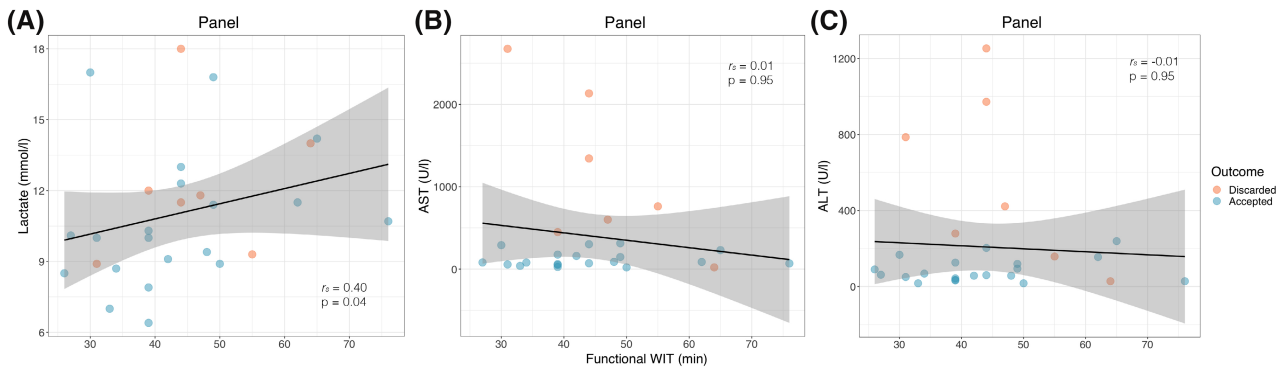 (A)
Panel
Lactate (mmol/l)
18
15
12
9
6
30 40 50 60 70
rs = 0.40
p = 0.04
(B)
Panel
AST (U/l)
2000
1000
0
30 40 50 60 70
rs = 0.01
p = 0.95
Functional WIT (min)
(C)
Panel
ALT (U/l)
1200
800
400
0
30 40 50 60 70
rs = -0.01
p = 0.95
Outcome
Discarded
Accepted